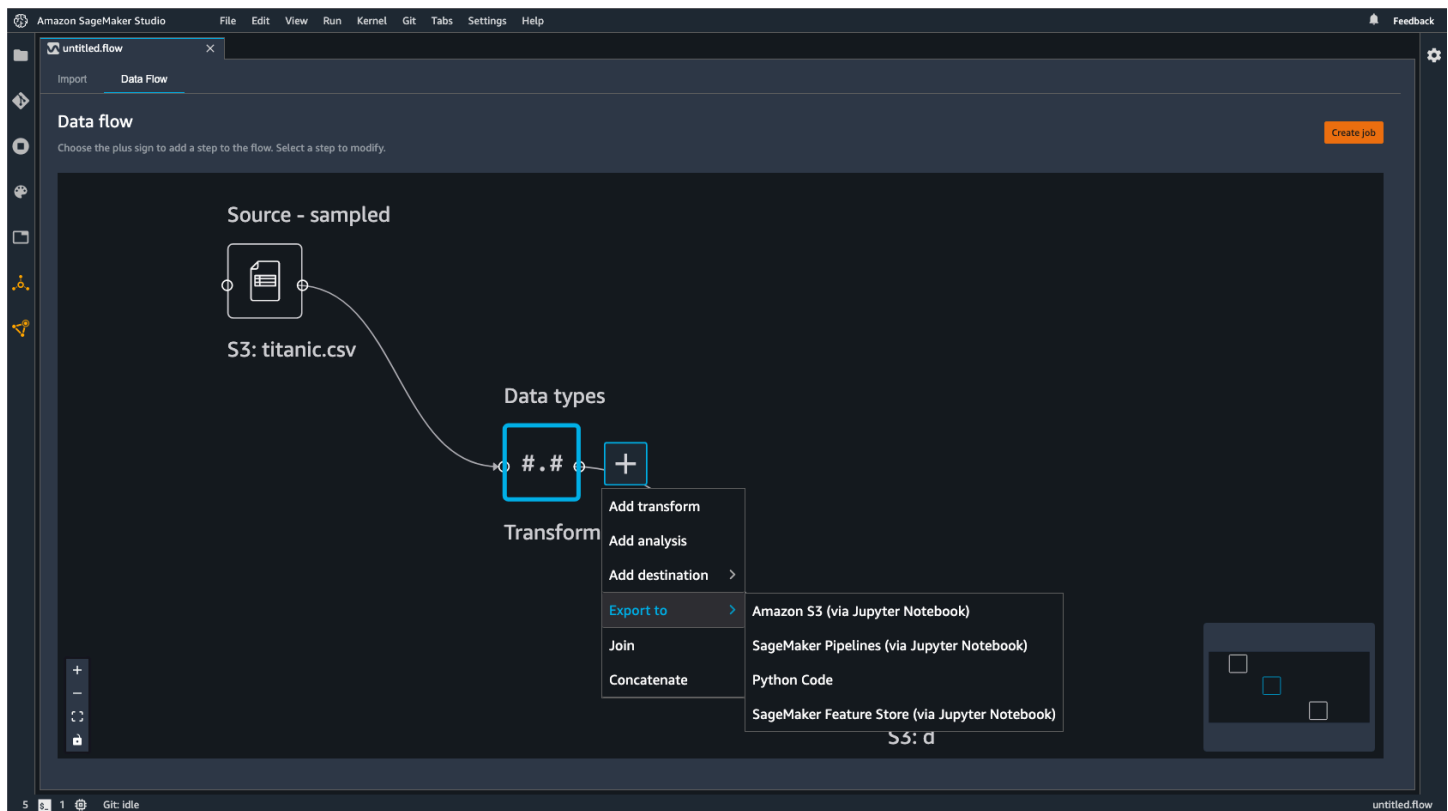 Amazon SageMaker Studio File Edit View Run Kernel Git Tabs Settings Help Feedback
untitled.flow
Import Data Flow
Data flow
Create job
Choose the plus sign to add a step to the flow. Select a step to modify.
Source - sampled
S3: titanic.csv
Data types
#.#
Transform
Add transform
Add analysis
Add destination
Export to
Join
Concatenate
Amazon S3 (via Jupyter Notebook)
SageMaker Pipelines (via Jupyter Notebook)
Python Code
SageMaker Feature Store (via Jupyter Notebook)
S3: d
5 $_ 1 Git: idle untitled.flow